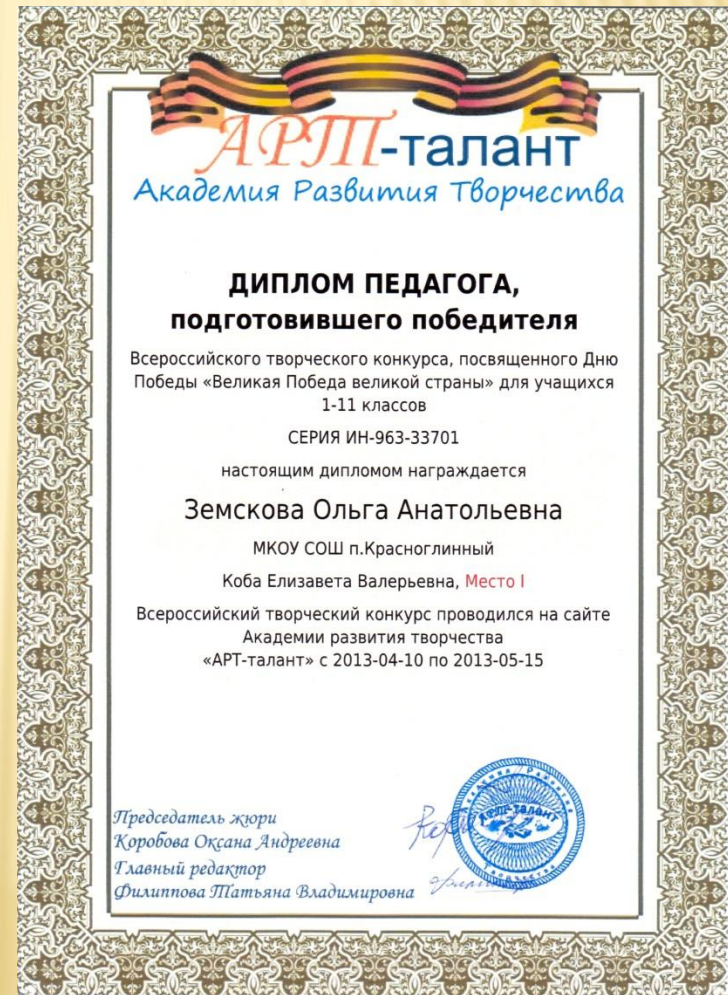 АРТ-талант
Академия Развития Творчества
ДИПЛОМ ПЕДАГОГА,
подготовившего победителя
Всероссийского творческого конкурса, посвященного Дню
Победы «Великая Победа великой страны» для учащихся
1-11 классов
СЕРИЯ ИН-963-33701
настоящим дипломом награждается
Земскова Ольга Анатольевна
МКОУ СОШ п.Красноглинный
Коба Елизавета Валерьевна, Место I
Всероссийский творческий конкурс проводился на сайте
Академии развития творчества
«АРТ-талант» с 2013-04-10 по 2013-05-15
Председатель жюри
Коробова Оксана Андреевна
Главный редактор
Филиппова Татьяна Владимировна
Академия Развития
АРТ-талант
Творчества